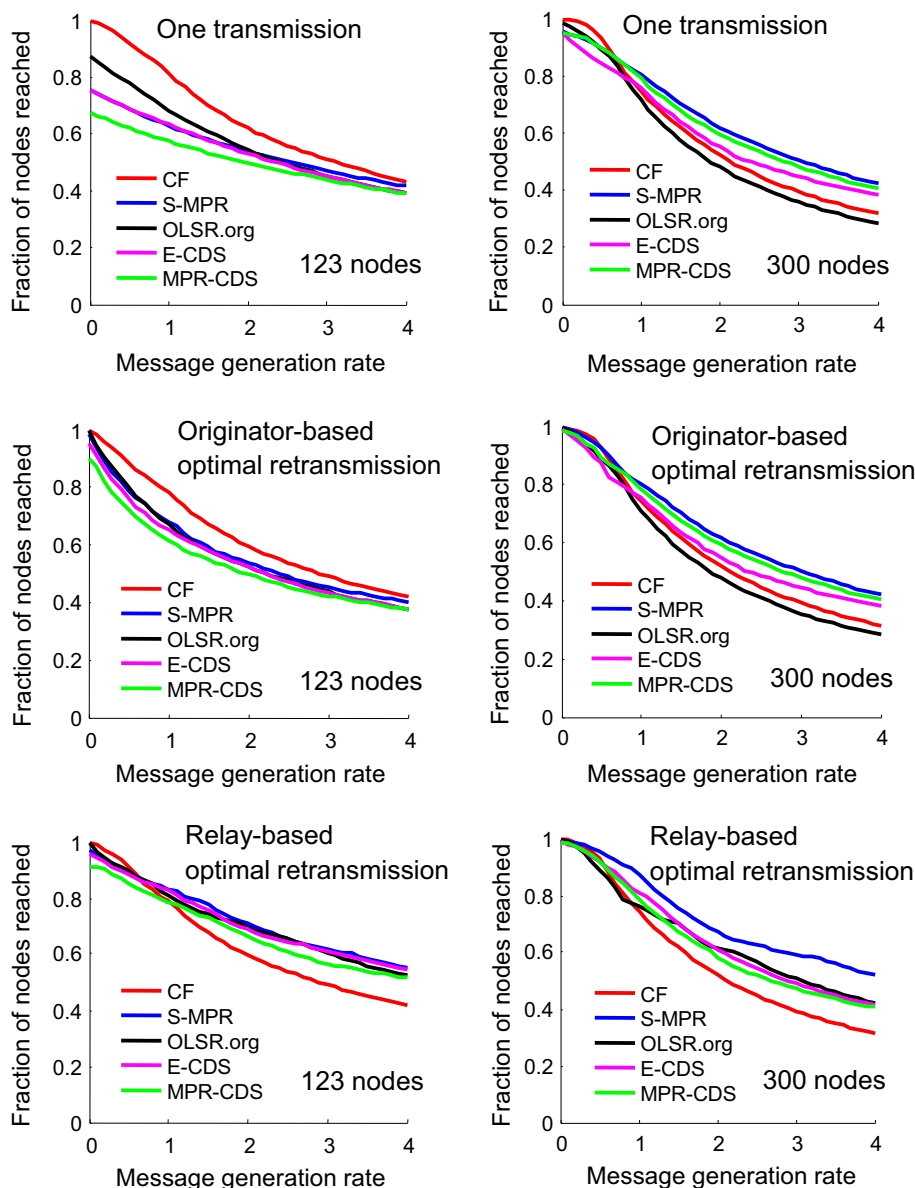 One transmission
Fraction of nodes reached
1
0.8
0.6
0.4
0.2
0
CF
S-MPR
OLSR.org
E-CDS
MPR-CDS
123 nodes
0 1 2 3 4
Message generation rate
One transmission
Fraction of nodes reached
1
0.8
0.6
0.4
0.2
0
CF
S-MPR
OLSR.org
E-CDS
MPR-CDS
300 nodes
0 1 2 3 4
Message generation rate
Originator-based
optimal retransmission
Fraction of nodes reached
1
0.8
0.6
0.4
0.2
0
CF
S-MPR
OLSR.org
E-CDS
MPR-CDS
123 nodes
0 1 2 3 4
Message generation rate
Originator-based
optimal retransmission
Fraction of nodes reached
1
0.8
0.6
0.4
0.2
0
CF
S-MPR
OLSR.org
E-CDS
MPR-CDS
300 nodes
0 1 2 3 4
Message generation rate
Relay-based
optimal retransmission
Fraction of nodes reached
1
0.8
0.6
0.4
0.2
0
CF
S-MPR
OLSR.org
E-CDS
MPR-CDS
123 nodes
0 1 2 3 4
Message generation rate
Relay-based
optimal retransmission
Fraction of nodes reached
1
0.8
0.6
0.4
0.2
0
CF
S-MPR
OLSR.org
E-CDS
MPR-CDS
300 nodes
0 1 2 3 4
Message generation rate